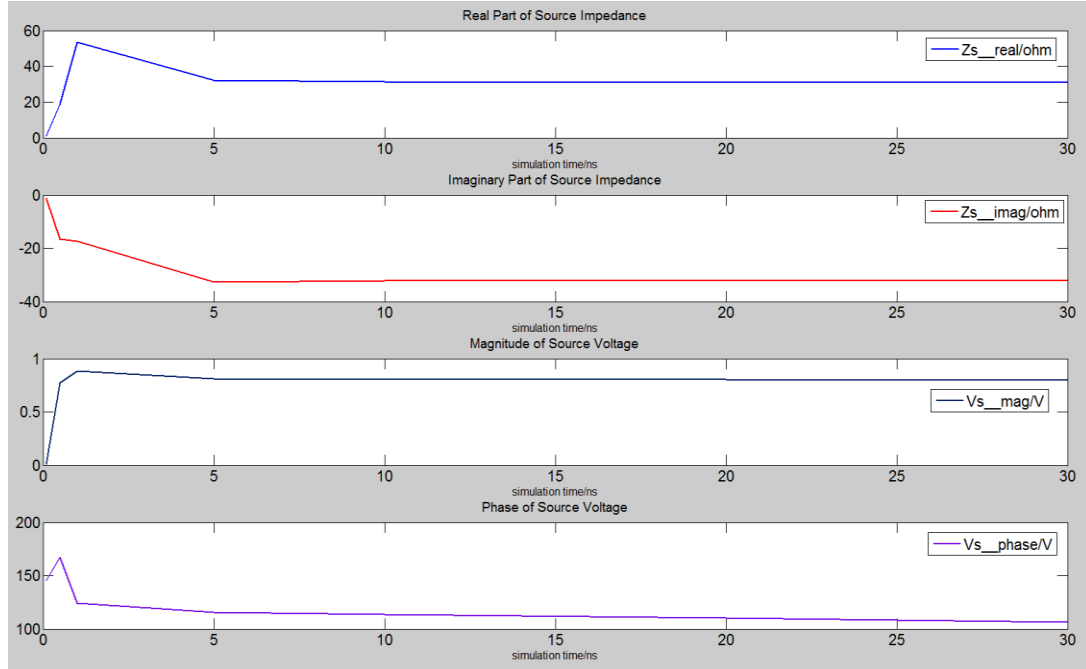 Real Part of Source Impedance
60
40
20
0
Zs__real/ohm
0 5 10 15 20 25 30
simulation time/ns
Imaginary Part of Source Impedance
0
-20
-40
Zs__imag/ohm
0 5 10 15 20 25 30
simulation time/ns
Magnitude of Source Voltage
1
0.5
0
Vs__mag/V
0 5 10 15 20 25 30
simulation time/ns
Phase of Source Voltage
200
150
100
Vs__phase/V
0 5 10 15 20 25 30
simulation time/ns